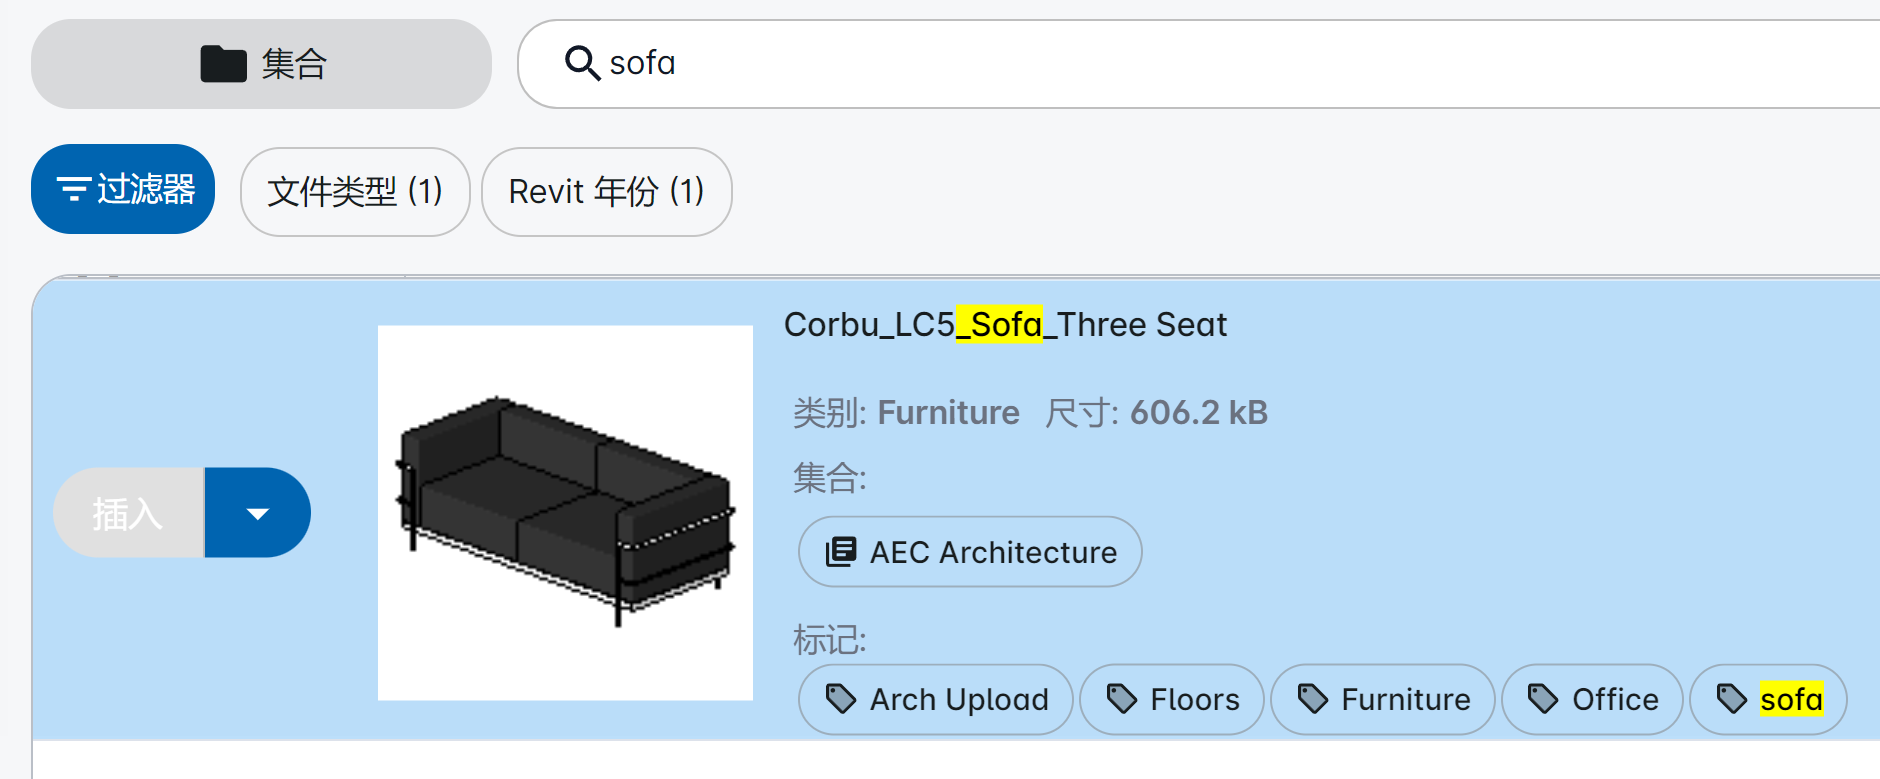 集合
sofa
过滤器
文件类型 (1)
Revit 年份 (1)
Corbu_LC5_Sofa_Three Seat
类别: Furniture 尺寸: 606.2 kB
集合:
插入
AEC Architecture
标记:
Arch Upload Floors Furniture Office sofa